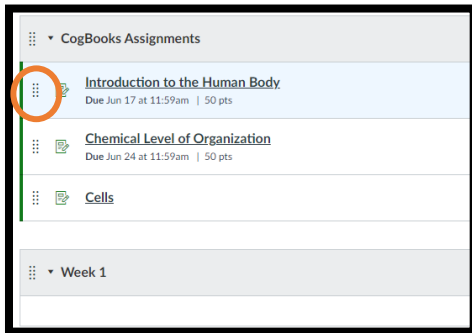 CogBooks Assignments
Introduction to the Human Body
Due Jun 17 at 11:59am | 50 pts
Chemical Level of Organization
Due Jun 24 at 11:59am | 50 pts
Cells
Week 1